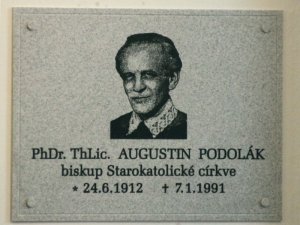 PhDr. ThLic. AUGUSTIN PODOLÁK
biskup Starokatolické církve
* 24.6.1912 † 7.1.1991